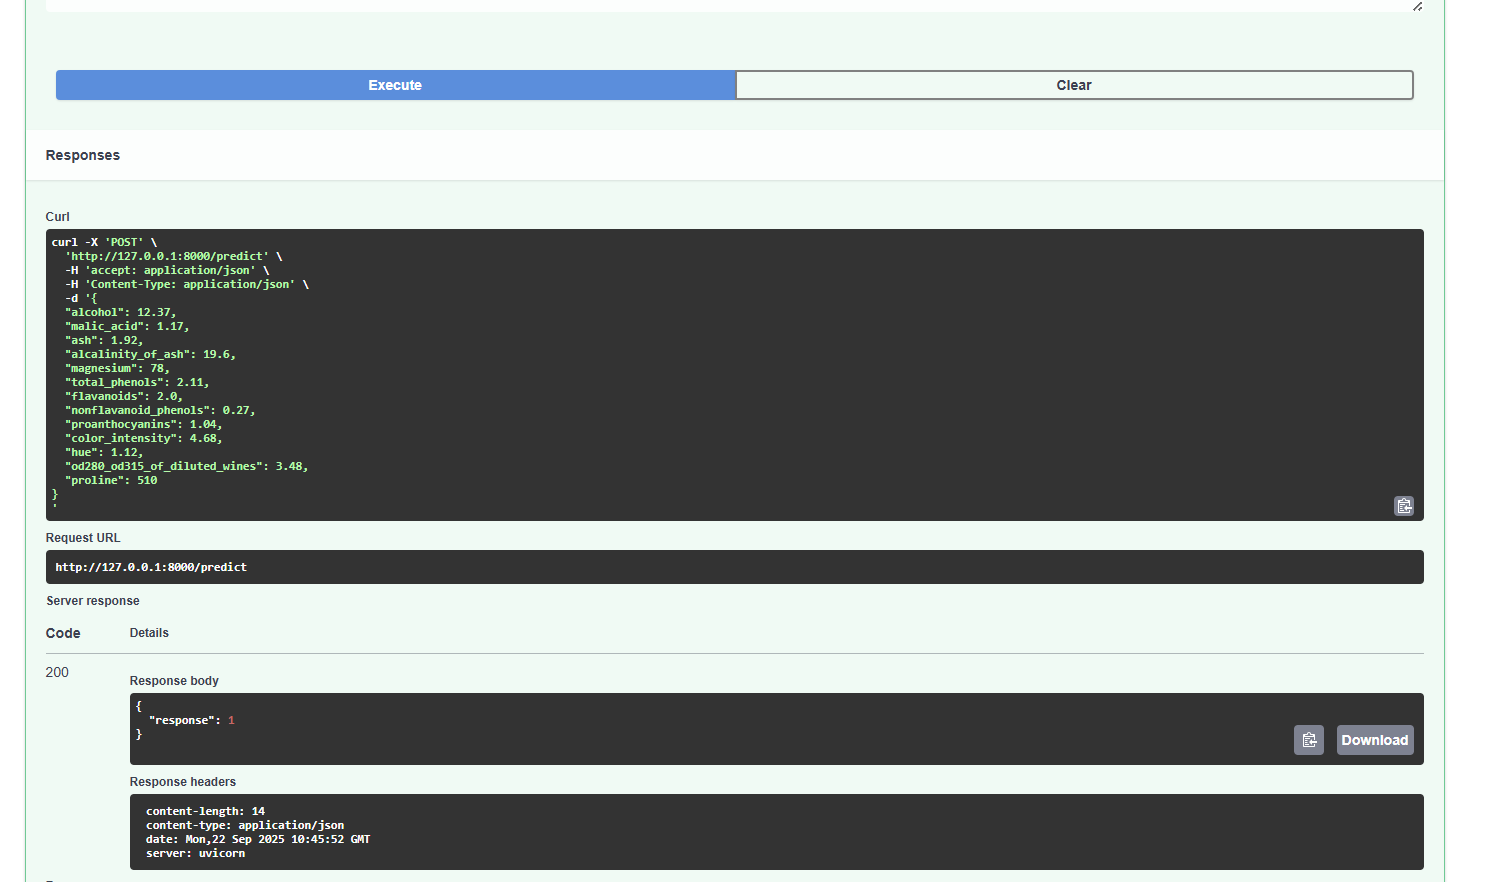 Execute
Clear
Responses
Curl
curl -X 'POST' \
  'http://127.0.0.1:8000/predict' \
  -H 'accept: application/json' \
  -H 'Content-Type: application/json' \
  -d '{
  "alcohol": 12.37,
  "malic_acid": 1.17,
  "ash": 1.92,
  "alcalinity_of_ash": 19.6,
  "magnesium": 78,
  "total_phenols": 2.11,
  "flavanoids": 2.0,
  "nonflavanoid_phenols": 0.27,
  "proanthocyanins": 1.04,
  "color_intensity": 4.68,
  "hue": 1.12,
  "od280_od315_of_diluted_wines": 3.48,
  "proline": 510
}
'
Request URL
http://127.0.0.1:8000/predict
Server response
Code
Details
200
Response body
{
  "response": 1
}
Download
Response headers
content-length: 14
content-type: application/json
date: Mon,22 Sep 2025 10:45:52 GMT
server: uvicorn